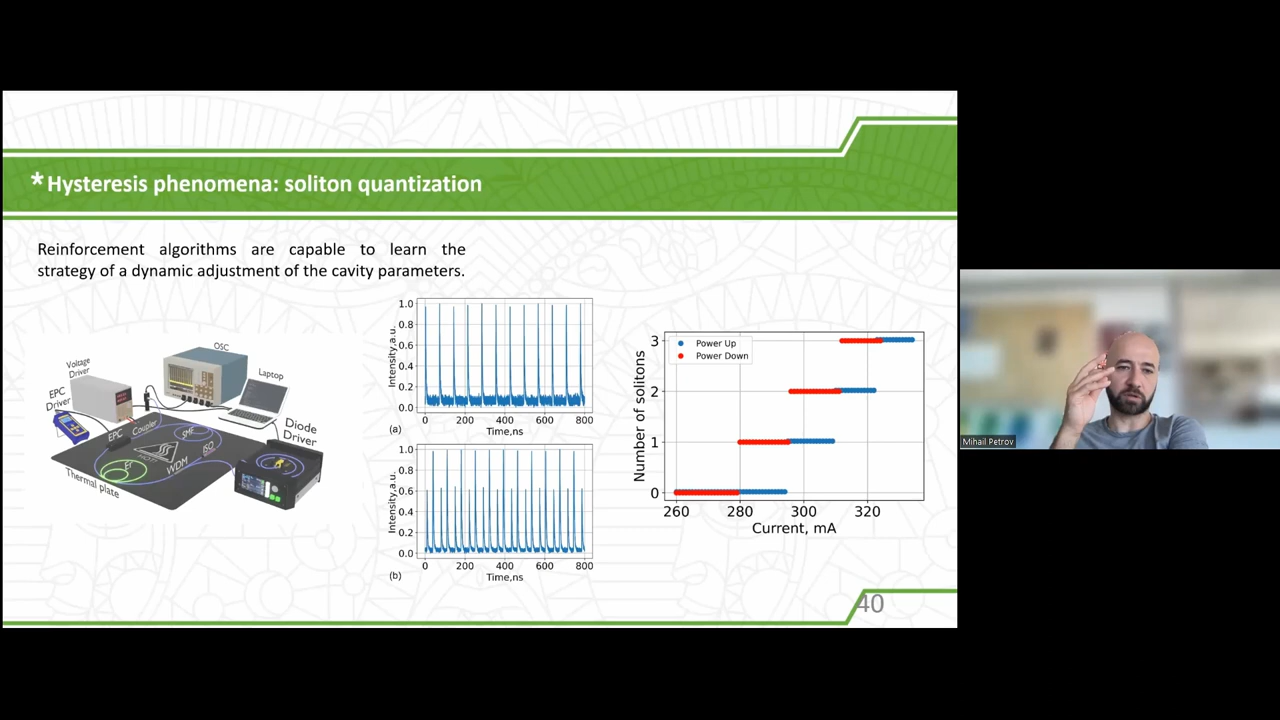 *Hysteresis phenomena: soliton quantization
Reinforcement algorithms are capable to learn the
strategy of a dynamic adjustment of the cavity parameters.
OSC
Voltage
Driver
Laptop
EPC
Driver
EPC
Coupler
SMF
ISO
WDM
EF
Thermal plate
Diode
Driver
Intensity,a.u.
1.0
0.8
0.6
0.4
0.2
0.0
0 200 400 600 800
Time,ns
(a)
Intensity,a.u.
1.0
0.8
0.6
0.4
0.2
0.0
0 200 400 600 800
Time,ns
(b)
Number of solitons
3
2
1
0
Power Up
Power Down
260 280 300 320
Current, mA
40
Mihail Petrov